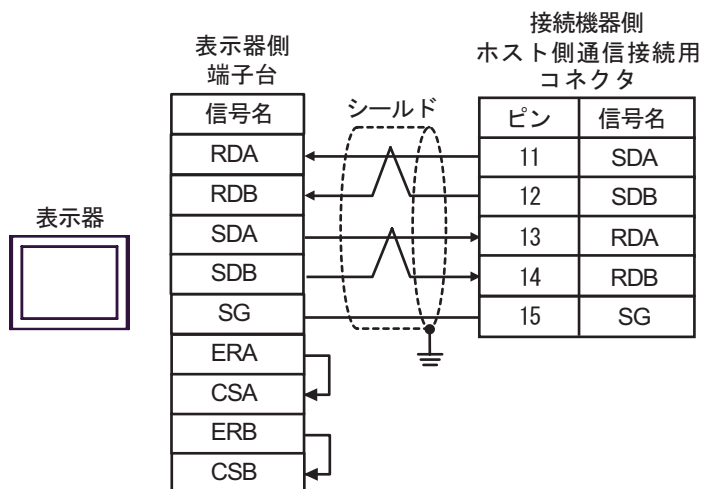 表示器
表示器側
端子台
信号名
RDA
RDB
SDA
SDB
SG
ERA
CSA
ERB
CSB
シールド
接続機器側
ホスト側通信接続用
コネクタ
ピン 信号名
11 SDA
12 SDB
13 RDA
14 RDB
15 SG